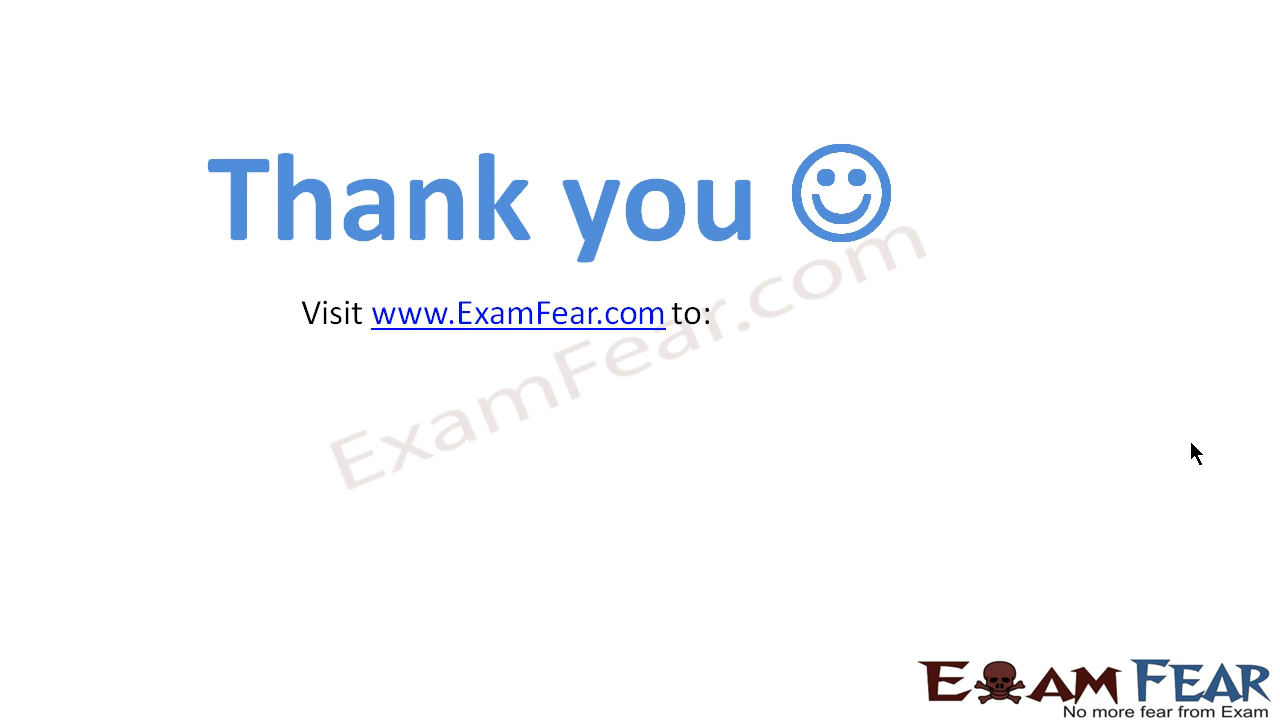 Thank you ☺
Visit www.ExamFear.com to:
ExamFear.com
EXAM FEAR
No more fear from Exam